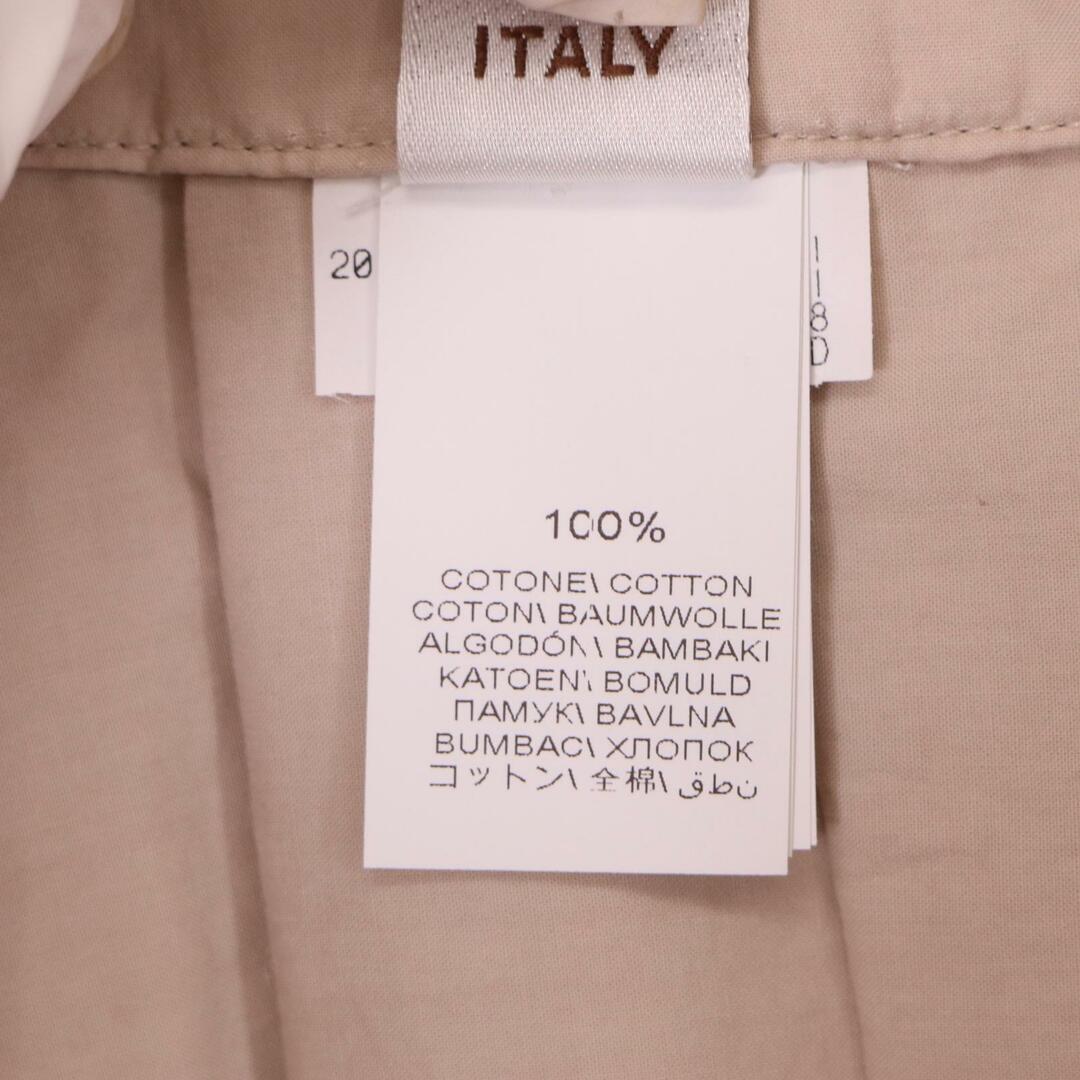 ITALY
20
118D
100%
COTONE\ COTTON
COTON\ BAUMWOLLE
ALGODÓN\ BAMBAKI
KATOEN\ BOMULD
ПАМУК\ BAVLNA
BUMBAC\ ХЛОПОК
コットン\ 全棉\ قطن